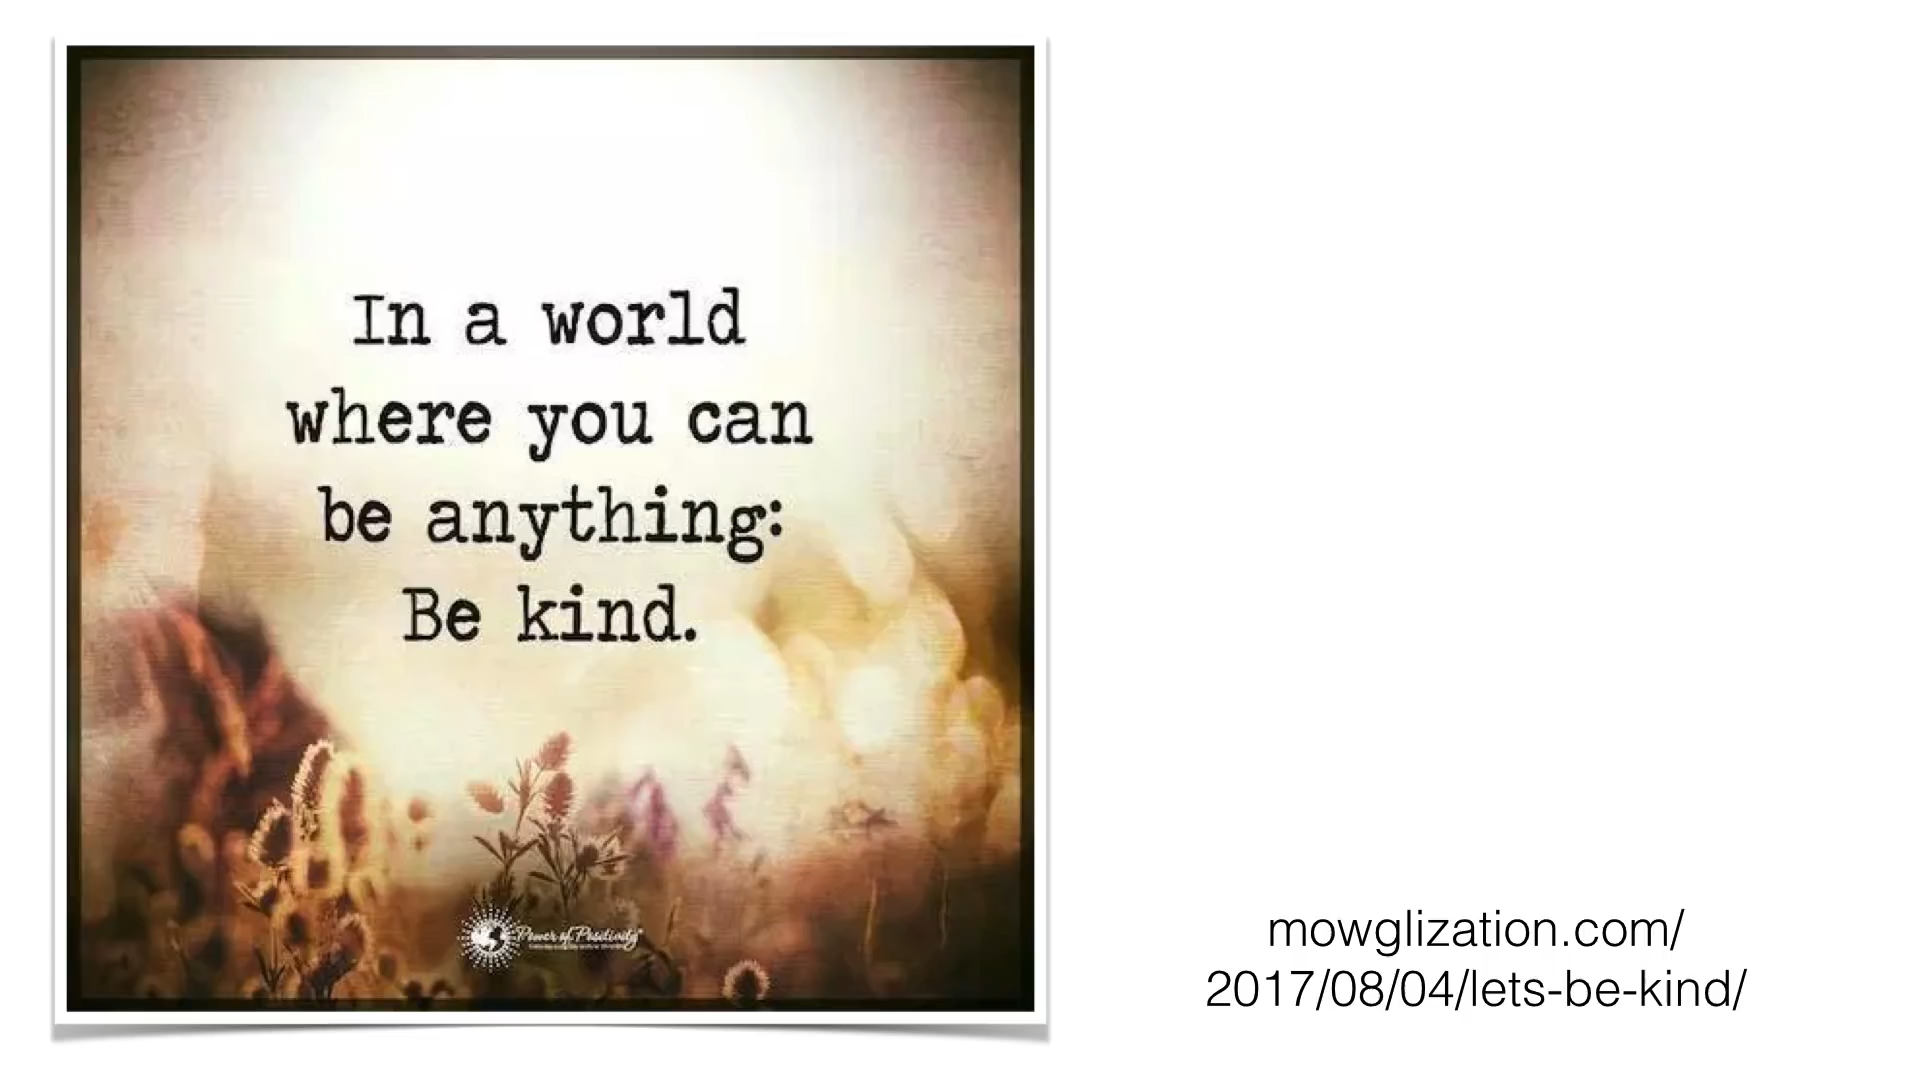 In a world
where you can
be anything:
Be kind.
Power of Positivity
mowglization.com/
2017/08/04/lets-be-kind/